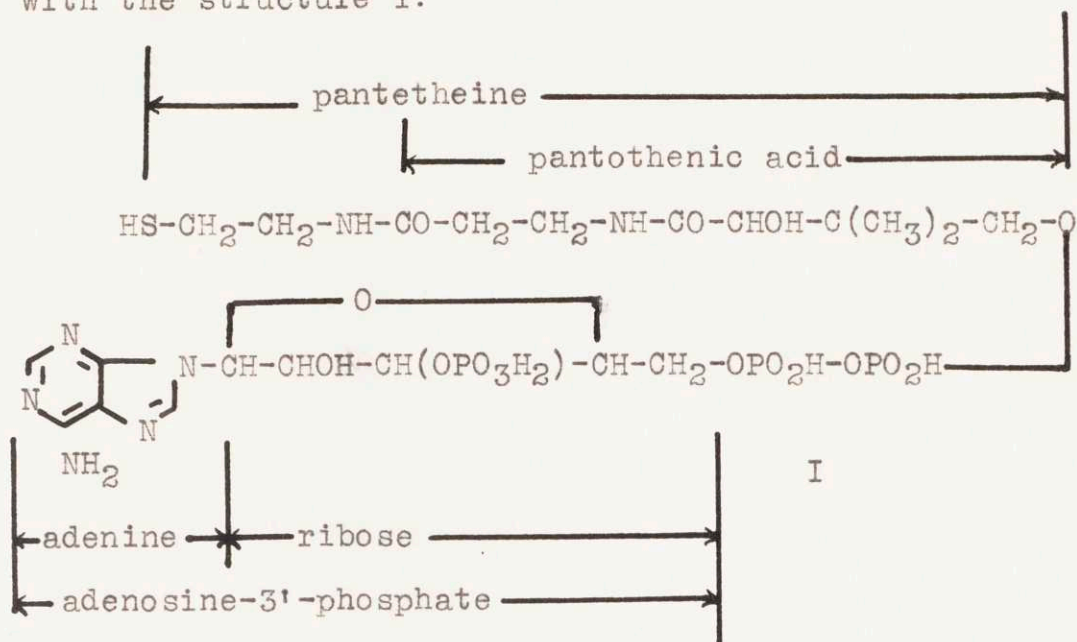 with the structure I.
pantetheine
pantothenic acid
HS-CH₂-CH₂-NH-CO-CH₂-CH₂-NH-CO-CHOH-C(CH₃)₂-CH₂-O
O
N
N-CH-CHOH-CH(OPO₃H₂)-CH-CH₂-OPO₂H-OPO₂H
N
N
NH₂
I
adenine
ribose
adenosine-3'-phosphate